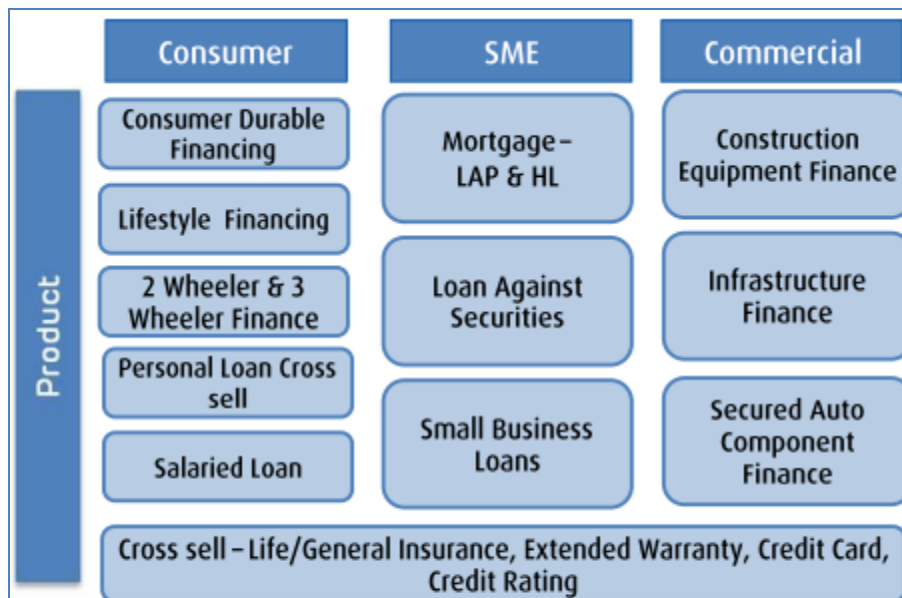 Consumer
SME
Commercial
Product
Consumer Durable
Financing
Lifestyle Financing
2 Wheeler & 3
Wheeler Finance
Personal Loan Cross
sell
Salaried Loan
Mortgage –
LAP & HL
Loan Against
Securities
Small Business
Loans
Construction
Equipment Finance
Infrastructure
Finance
Secured Auto
Component
Finance
Cross sell – Life/General Insurance, Extended Warranty, Credit Card,
Credit Rating